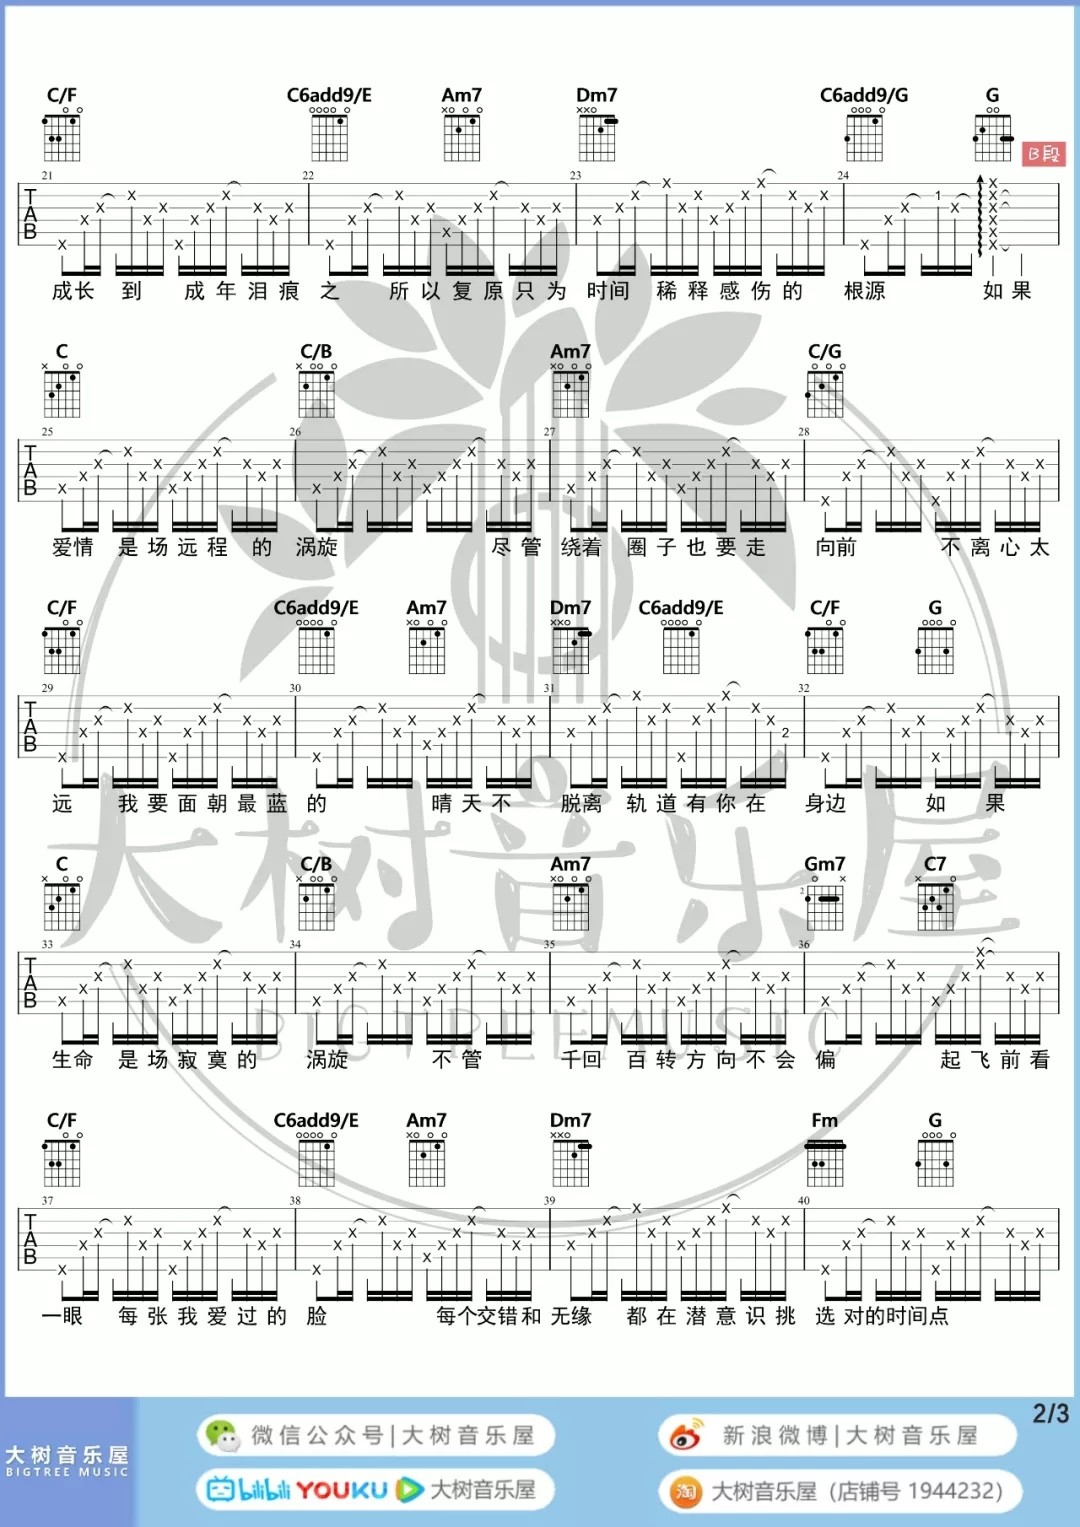 C/F C6add9/E Am7 Dm7 C6add9/G G
B段
21 22 23 24
TAB
成长 到 成年泪痕 之 所以复原只为 时间 稀释感伤的 根源 如果
C C/B Am7 C/G
25 26 27 28
TAB
爱情 是场远程的 涡旋 尽管 绕着 圈子也要走 向前 不离心太
C/F C6add9/E Am7 Dm7 C6add9/E C/F G
29 30 31 32
TAB
远 我要面朝最蓝的 晴天不 脱离 轨道有你在 身边 如果
大树音乐屋
C C/B Am7 Gm7 C7
33 34 35 36
TAB
BIGTREEMUSIC
生命 是场寂寞的 涡旋 不管 千回 百转方向不会 偏 起飞前看
C/F C6add9/E Am7 Dm7 Fm G
37 38 39 40
TAB
一眼 每张我爱过的 脸 每个交错和 无缘 都在潜意识挑 选 对的时间点
2/3
大树音乐屋
BIGTREE MUSIC
微信公众号|大树音乐屋
新浪微博|大树音乐屋
bilibili YOUKU 大树音乐屋
淘 大树音乐屋（店铺号 1944232）